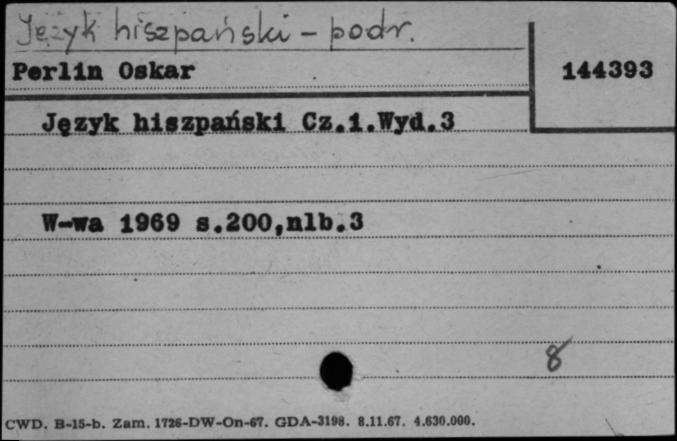 Język hiszpański - podr.
Perlin Oskar
144393
Język hiszpański Cz.1.Wyd.3
W-wa 1969 s.200,nlb.3
8
CWD. B-15-b. Zam. 1726-DW-On-67. GDA-3198. 8.11.67. 4.630.000.